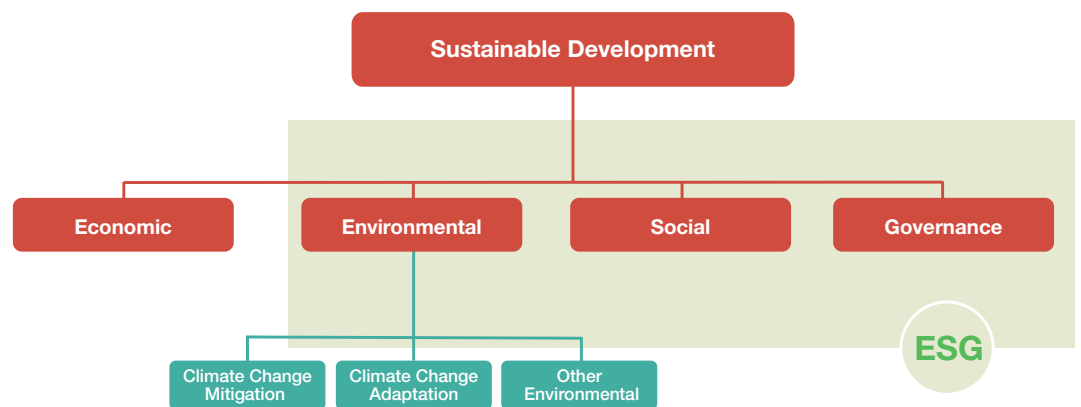 Sustainable Development
Economic
Environmental
Social
Governance
ESG
Climate Change
Mitigation
Climate Change
Adaptation
Other
Environmental